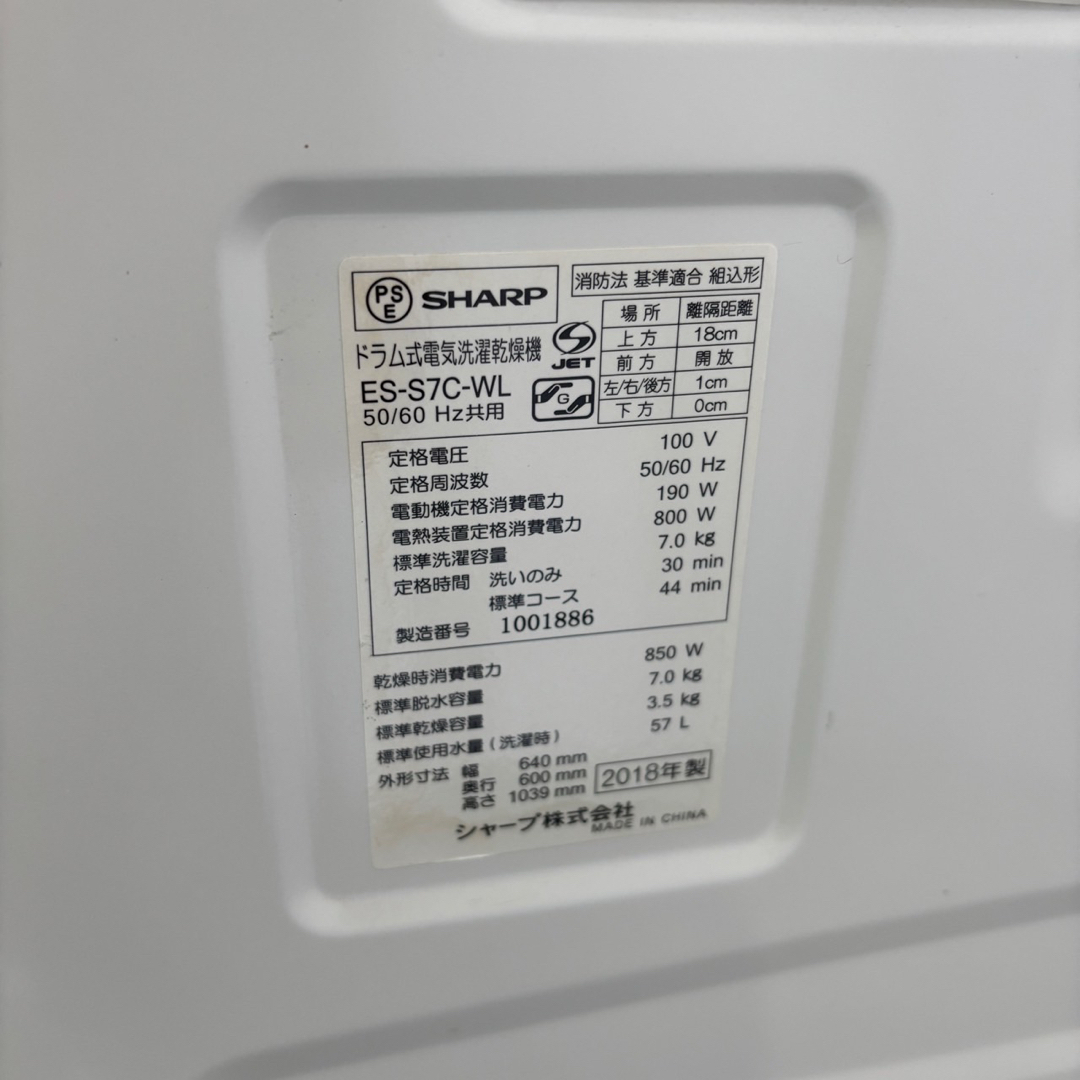 PSE SHARP
消防法 基準適合 組込形
場所 離隔距離
上方 18cm
前方 開放
左/右/後方 1cm
下方 0cm
ドラム式電気洗濯乾燥機
JET
ES-S7C-WL
G
50/60 Hz共用
定格電圧 100 V
定格周波数 50/60 Hz
電動機定格消費電力 190 W
電熱装置定格消費電力 800 W
標準洗濯容量 7.0 kg
定格時間 洗いのみ 30 min
標準コース 44 min
製造番号 1001886
乾燥時消費電力 850 W
標準脱水容量 7.0 kg
標準乾燥容量 3.5 kg
標準使用水量(洗濯時) 57 L
外形寸法 幅 640 mm
奥行 600 mm
高さ 1039 mm
2018年製
シャープ株式会社
MADE IN CHINA